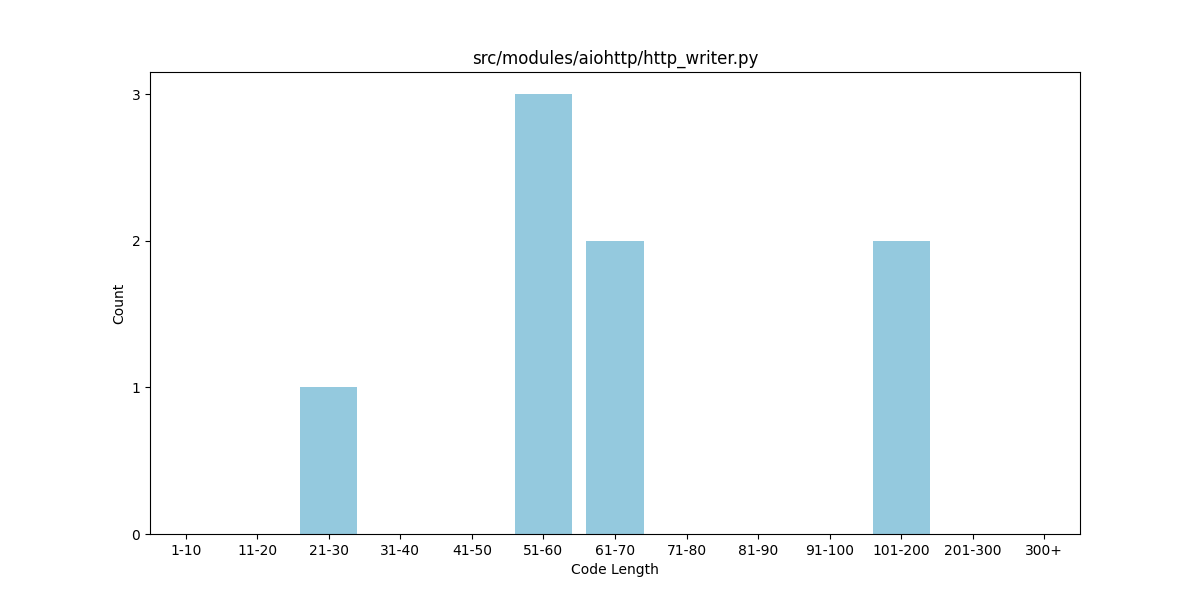 src/modules/aiohttp/http_writer.py
3
2
1
0
Count
1-10 11-20 21-30 31-40 41-50 51-60 61-70 71-80 81-90 91-100 101-200 201-300 300+
Code Length